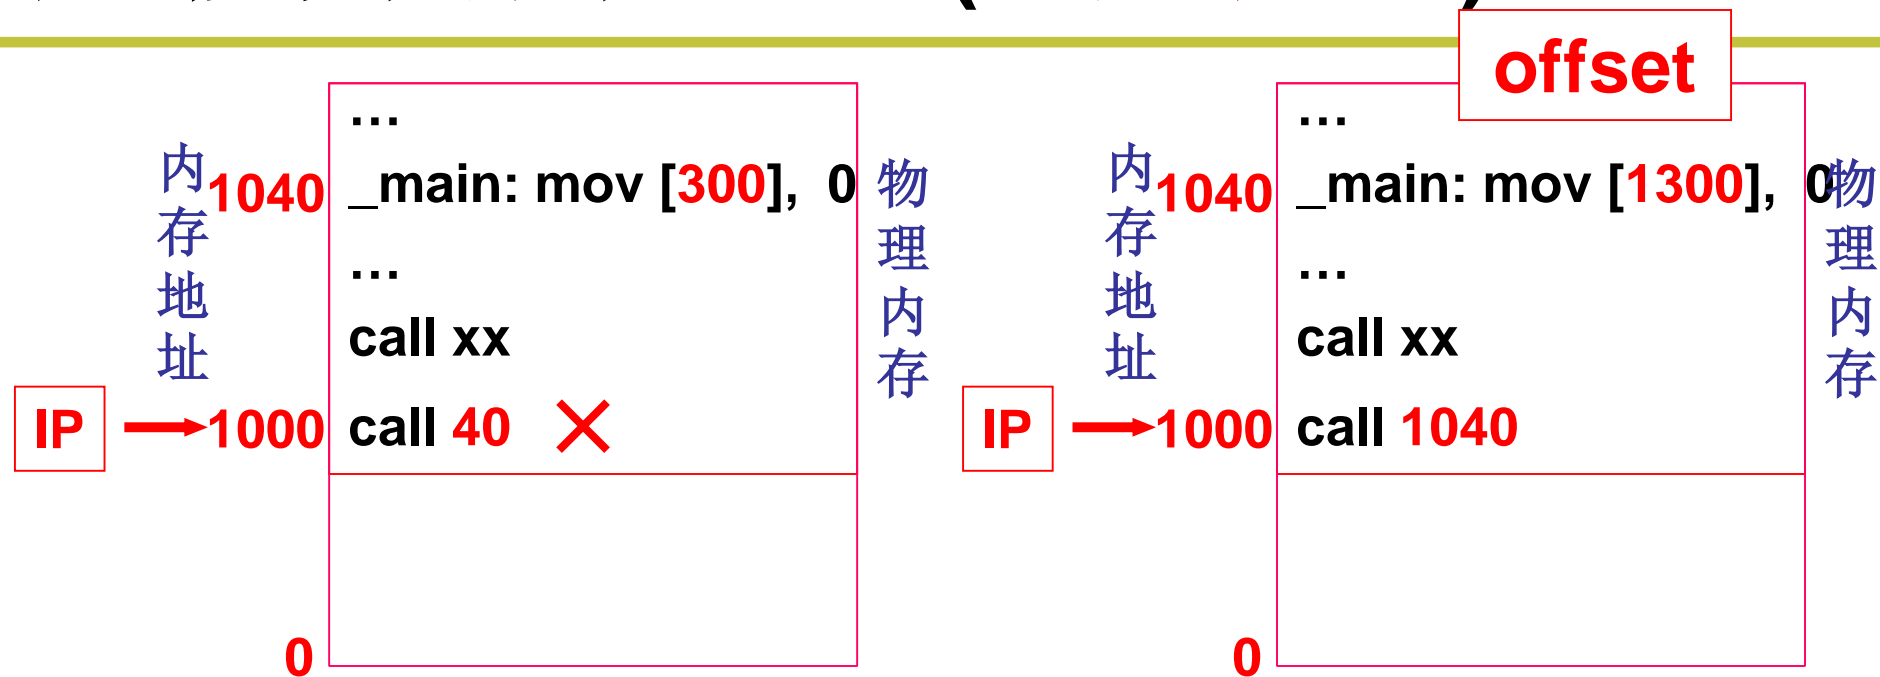 offset
内存地址
…
1040 _main: mov [300], 0
…
call xx
IP 1000 call 40
0
物理内存
内存地址
…
1040 _main: mov [1300], 0
…
call xx
IP 1000 call 1040
0
物理内存